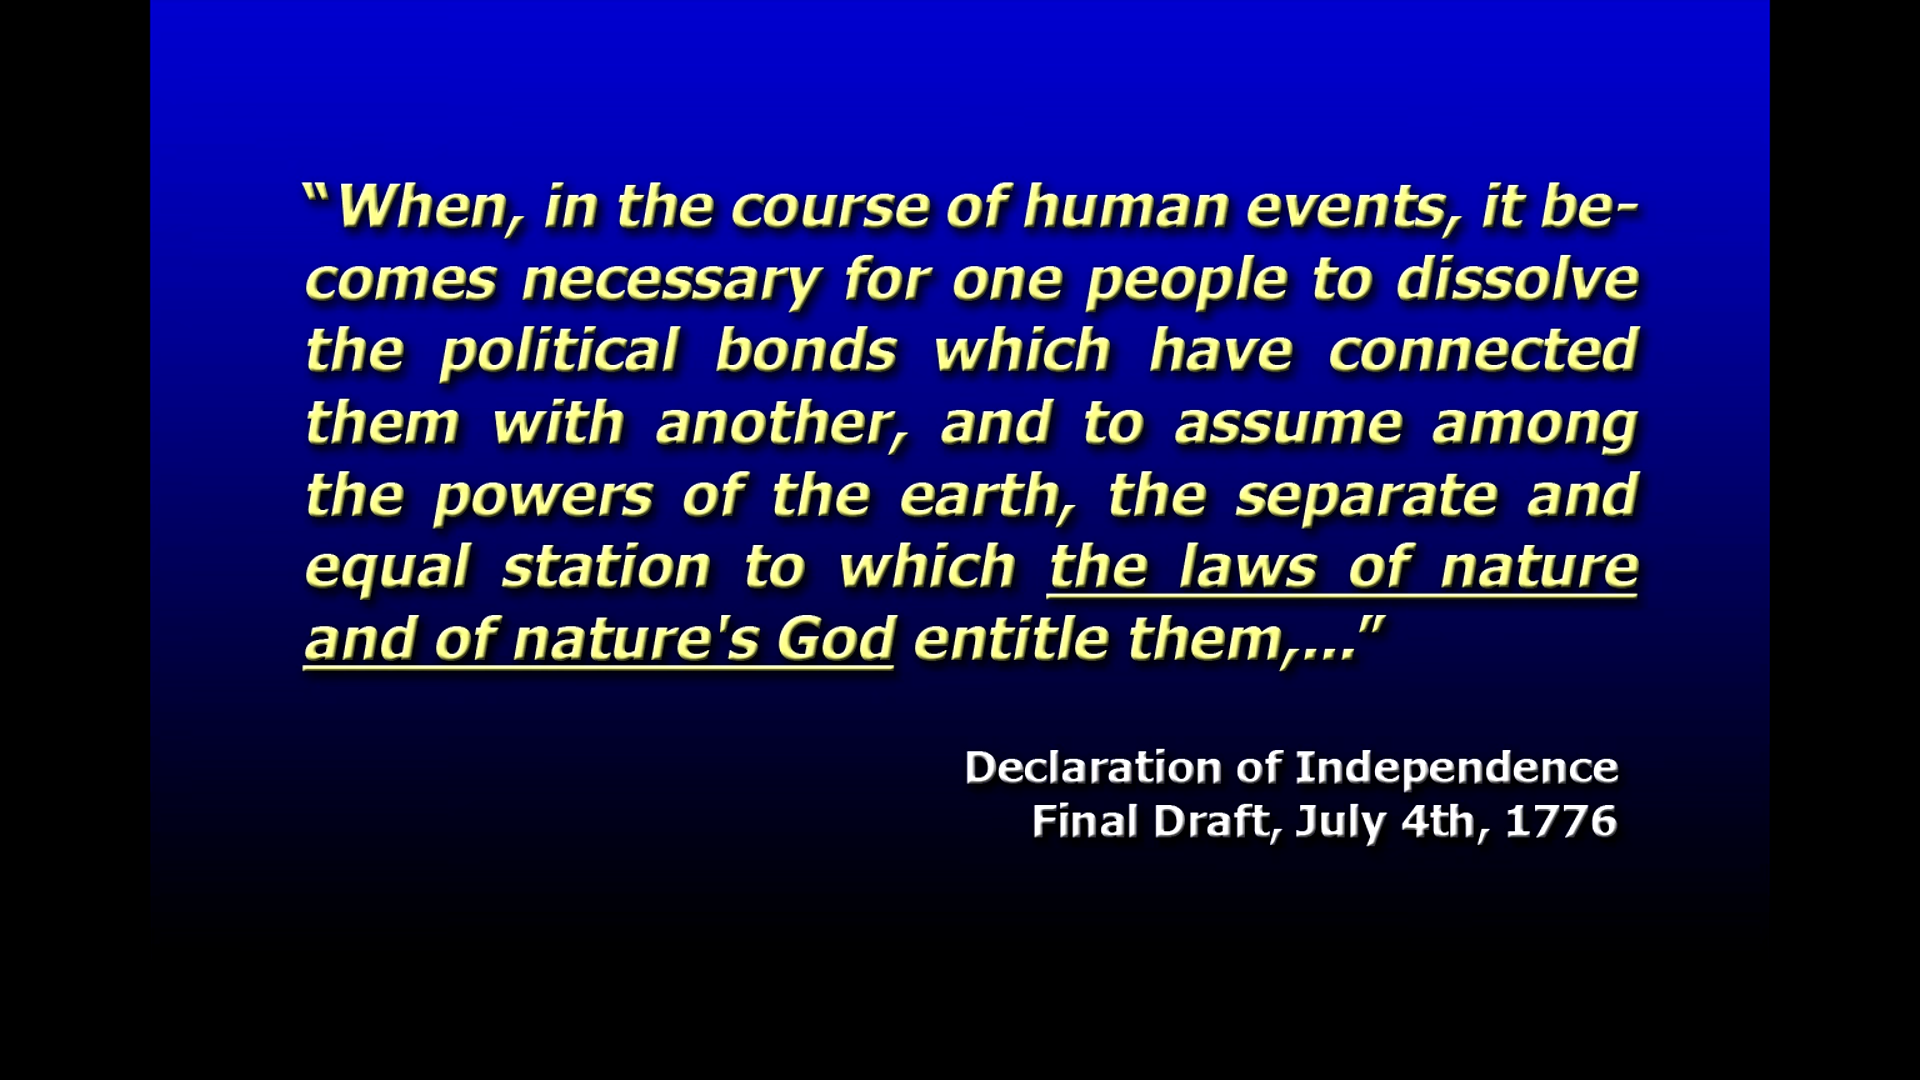 “When, in the course of human events, it be-
comes necessary for one people to dissolve
the political bonds which have connected
them with another, and to assume among
the powers of the earth, the separate and
equal station to which the laws of nature
and of nature's God entitle them,...”
Declaration of Independence
Final Draft, July 4th, 1776